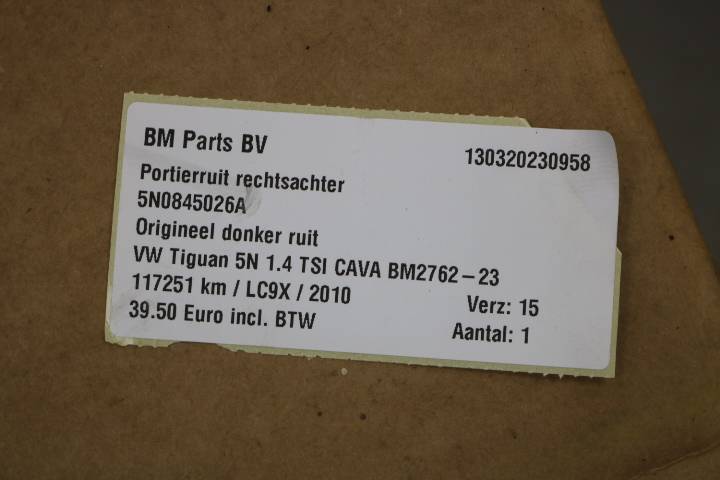 BM Parts BV 130320230958
Portierruit rechtsachter
5N0845026A
Origineel donker ruit
VW Tiguan 5N 1.4 TSI CAVA BM2762-23
117251 km / LC9X / 2010 Verz: 15
39.50 Euro incl. BTW Aantal: 1